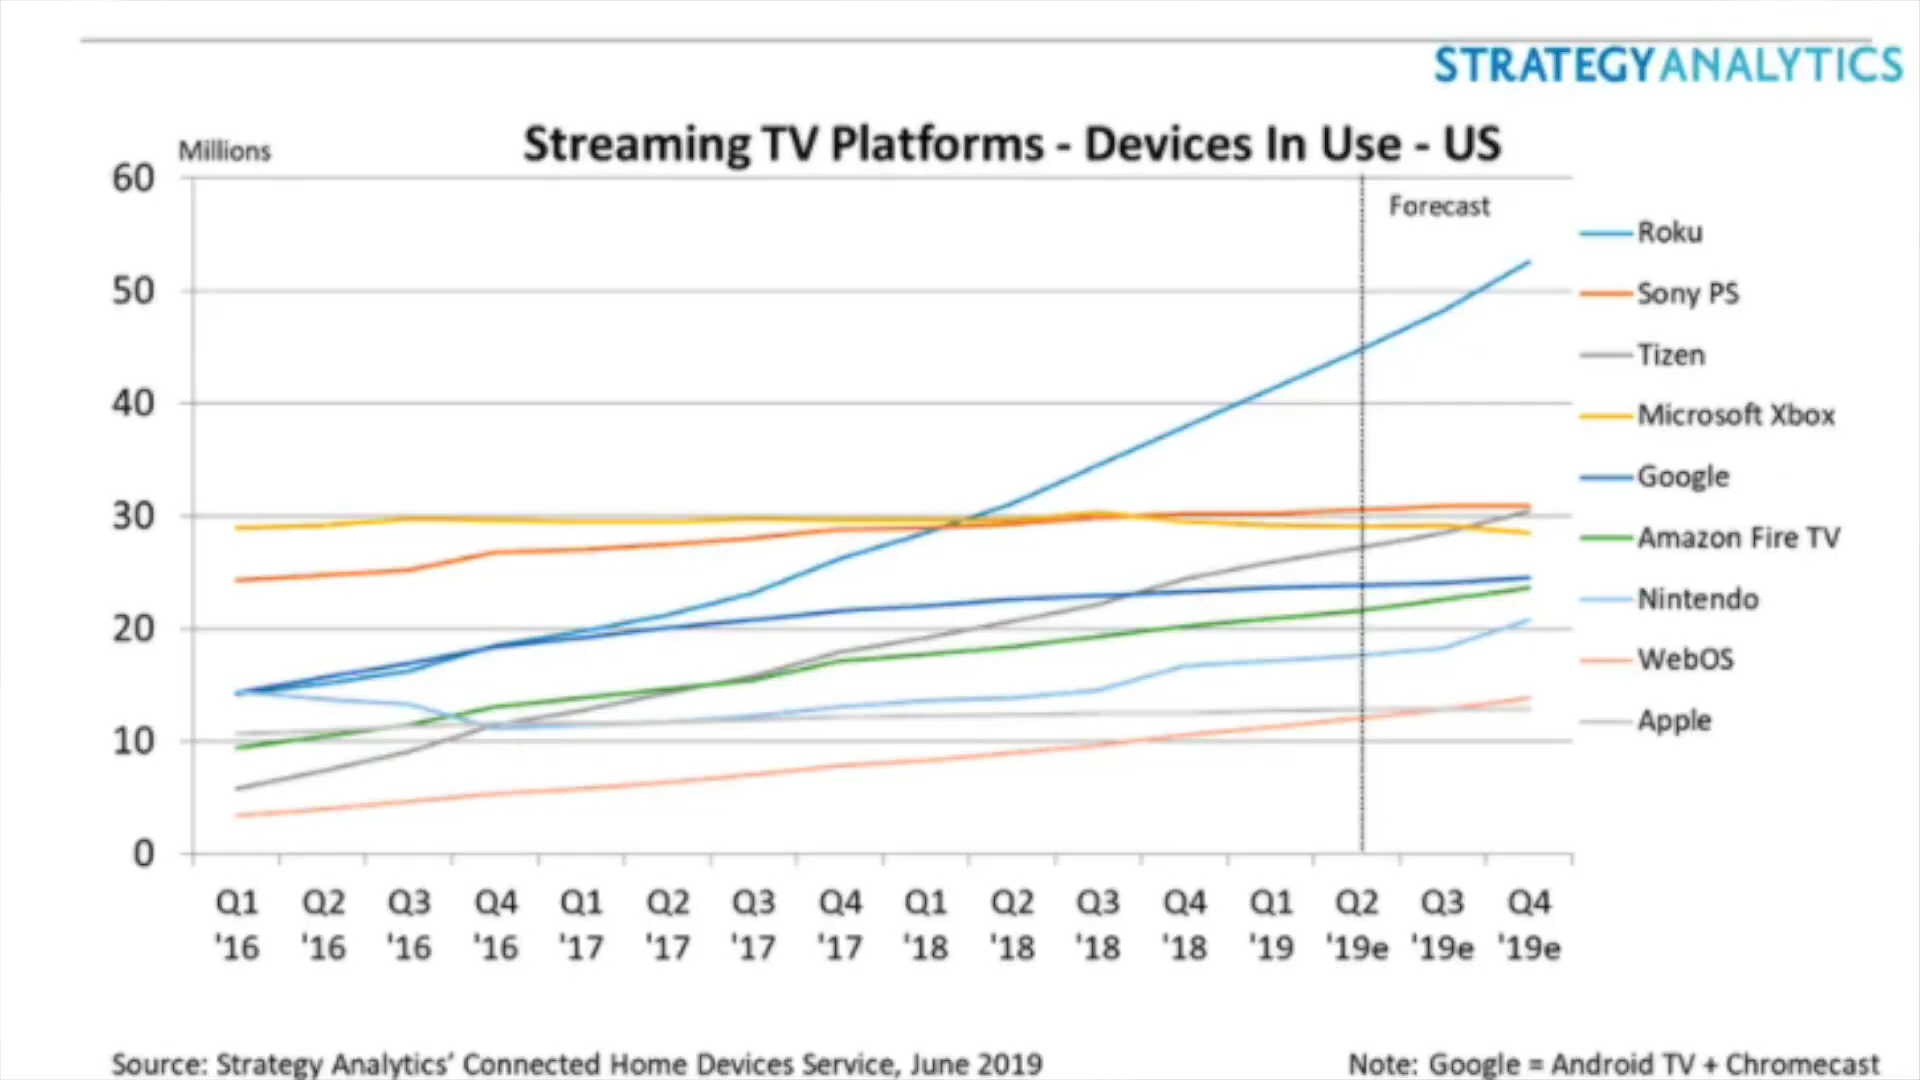 STRATEGYANALYTICS
Streaming TV Platforms - Devices In Use - US
Millions
60
50
40
30
20
10
0
Forecast
Roku
Sony PS
Tizen
Microsoft Xbox
Google
Amazon Fire TV
Nintendo
WebOS
Apple
Q1 Q2 Q3 Q4 Q1 Q2 Q3 Q4 Q1 Q2 Q3 Q4 Q1 Q2 Q3 Q4
'16 '16 '16 '16 '17 '17 '17 '17 '18 '18 '18 '18 '19 '19e '19e '19e
Source: Strategy Analytics’ Connected Home Devices Service, June 2019
Note: Google = Android TV + Chromecast